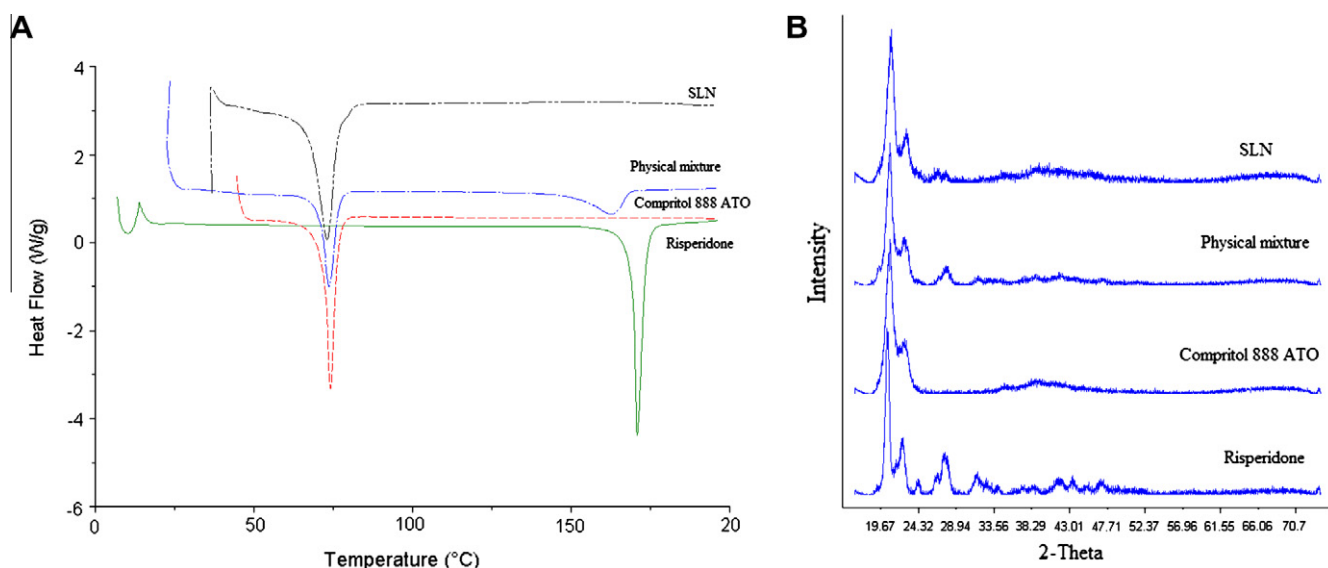 A
B
4
2
0
-2
-4
-6
Heat Flow (W/g)
SLN
Physical mixture
Compritol 888 ATO
Risperidone
0 50 100 150 20
Temperature (°C)
Intensity
SLN
Physical mixture
Compritol 888 ATO
Risperidone
19.67 24.32 28.94 33.56 38.29 43.01 47.71 52.37 56.96 61.55 66.06 70.7
2-Theta